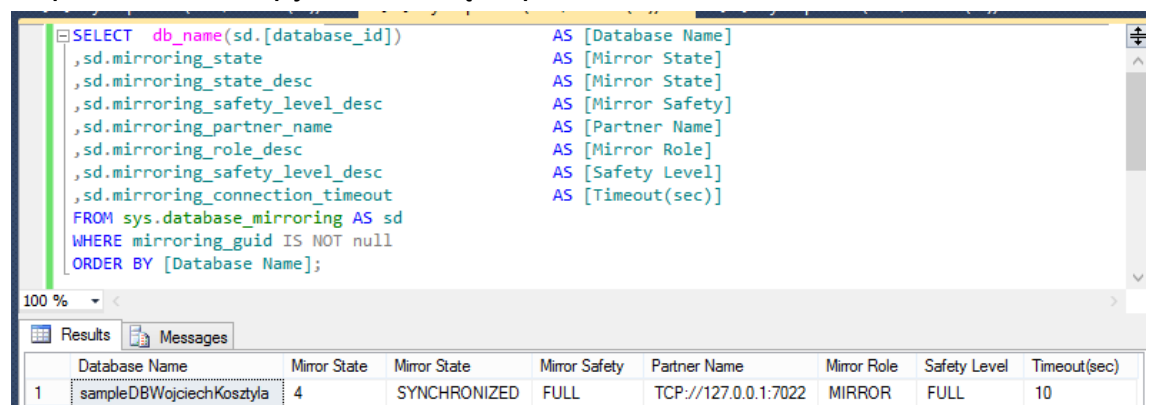 SELECT db_name(sd.[database_id]) AS [Database Name]
,sd.mirroring_state AS [Mirror State]
,sd.mirroring_state_desc AS [Mirror State]
,sd.mirroring_safety_level_desc AS [Mirror Safety]
,sd.mirroring_partner_name AS [Partner Name]
,sd.mirroring_role_desc AS [Mirror Role]
,sd.mirroring_safety_level_desc AS [Safety Level]
,sd.mirroring_connection_timeout AS [Timeout(sec)]
FROM sys.database_mirroring AS sd
WHERE mirroring_guid IS NOT null
ORDER BY [Database Name];
100 %
Results Messages
Database Name Mirror State Mirror State Mirror Safety Partner Name Mirror Role Safety Level Timeout(sec)
1 sampleDBWojciechKosztyla 4 SYNCHRONIZED FULL TCP://127.0.0.1:7022 MIRROR FULL 10